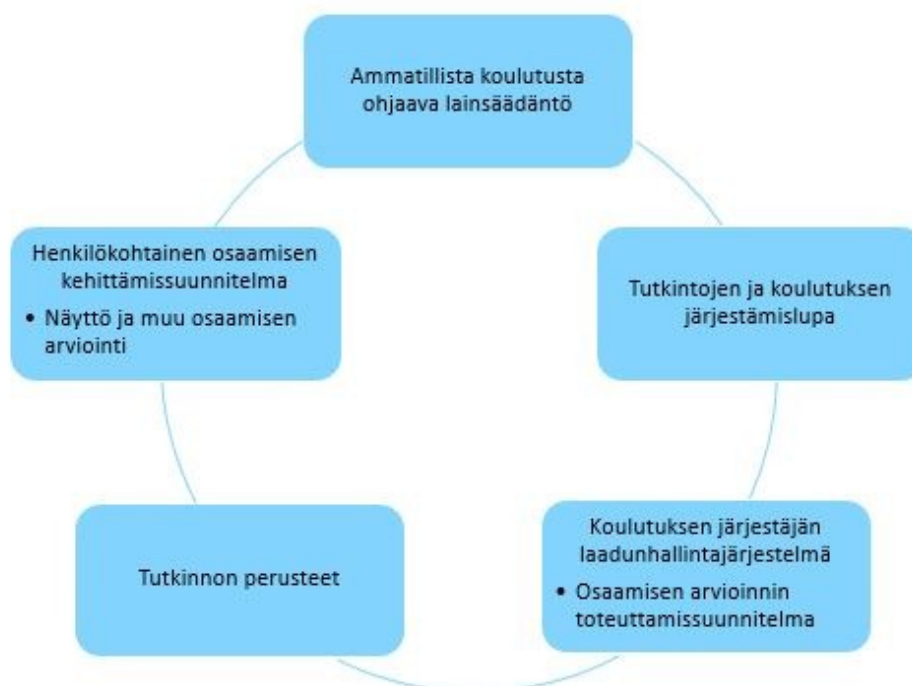 Ammatillista koulutusta
ohjaava lainsäädäntö
Tutkintojen ja koulutuksen
järjestämislupa
Koulutuksen järjestäjän
laadunhallintajärjestelmä
• Osaamisen arvioinnin
toteuttamissuunnitelma
Tutkinnon perusteet
Henkilökohtainen osaamisen
kehittämissuunnitelma
• Näyttö ja muu osaamisen
arviointi